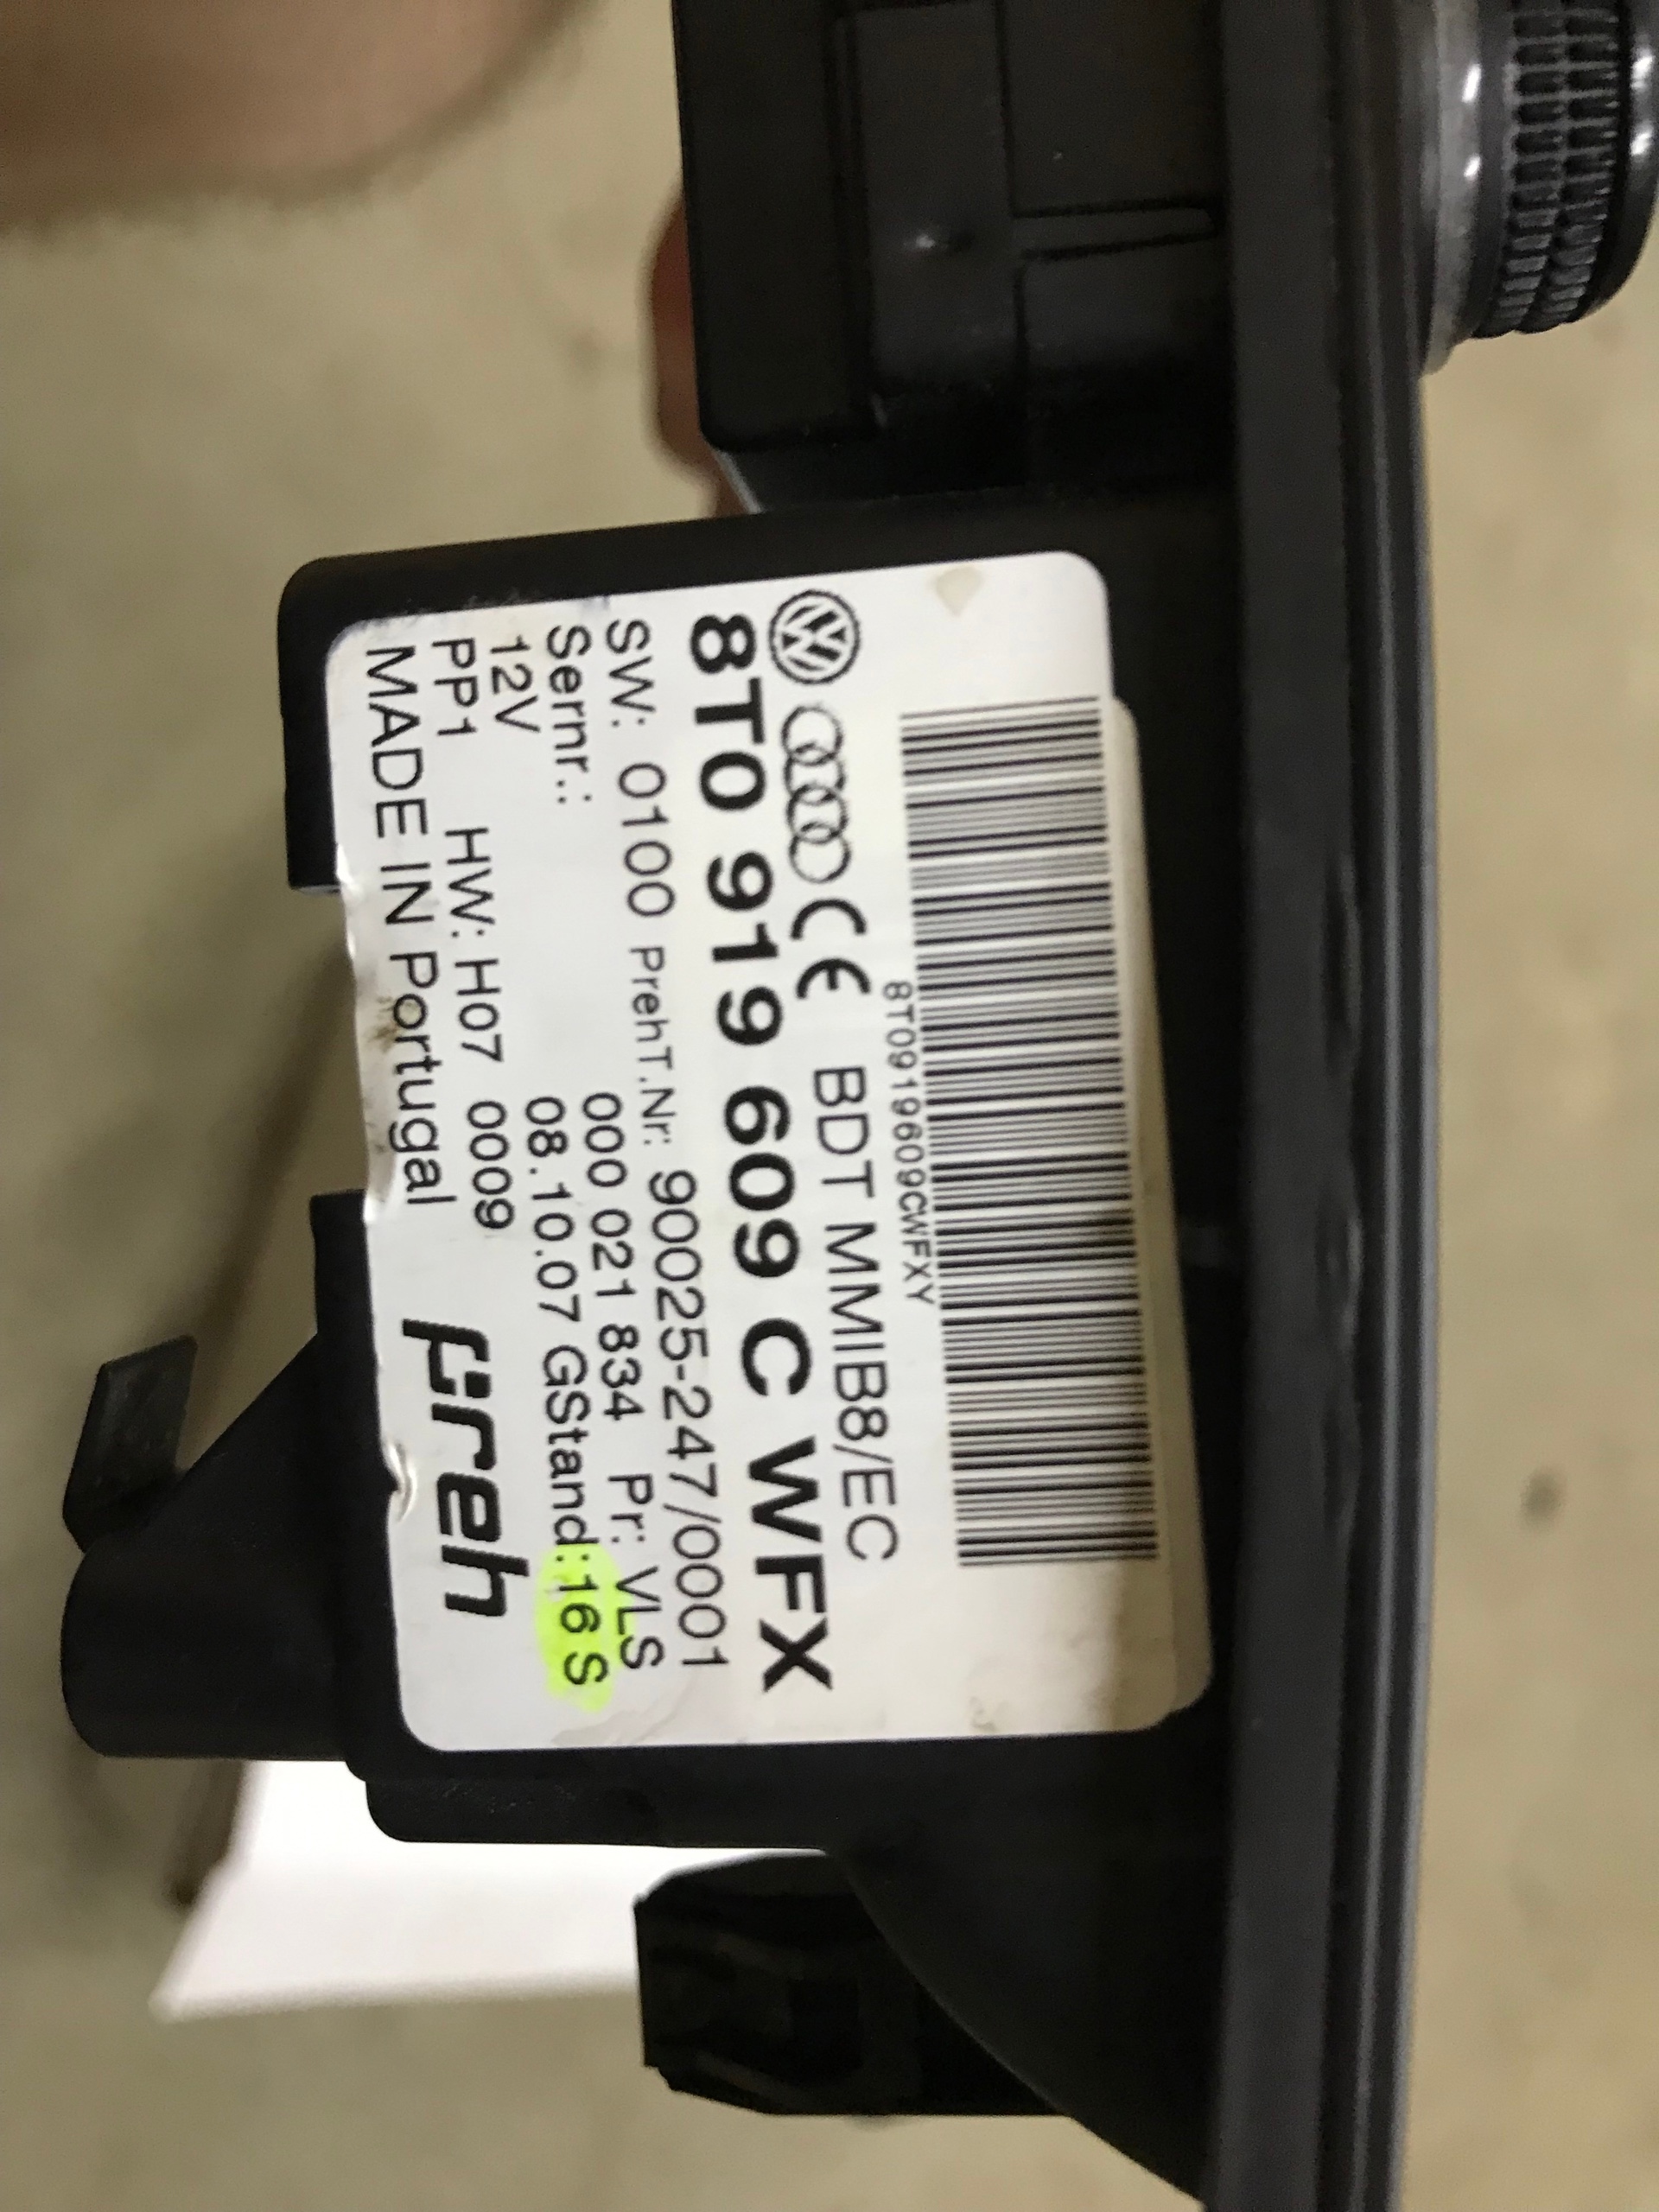 8T0919609CWFXY
CE BDT MMIB8/EC
8T0 919 609 C WFX
SW: 0100 PrehT.Nr: 90025-247/0001
Sernr.: 000 021 834 Pr: VLS
12V 08.10.07 GStand:16 S
PP1 HW: H07 0009
MADE IN Portugal
preh